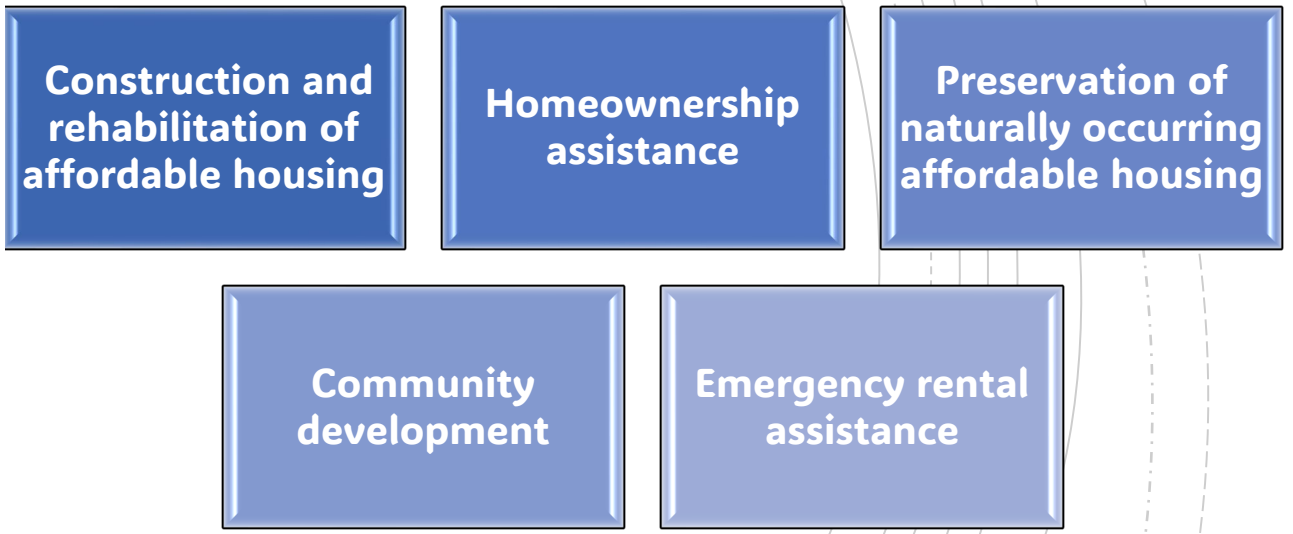 Construction and
rehabilitation of
affordable housing
Homeownership
assistance
Preservation of
naturally occurring
affordable housing
Community
development
Emergency rental
assistance